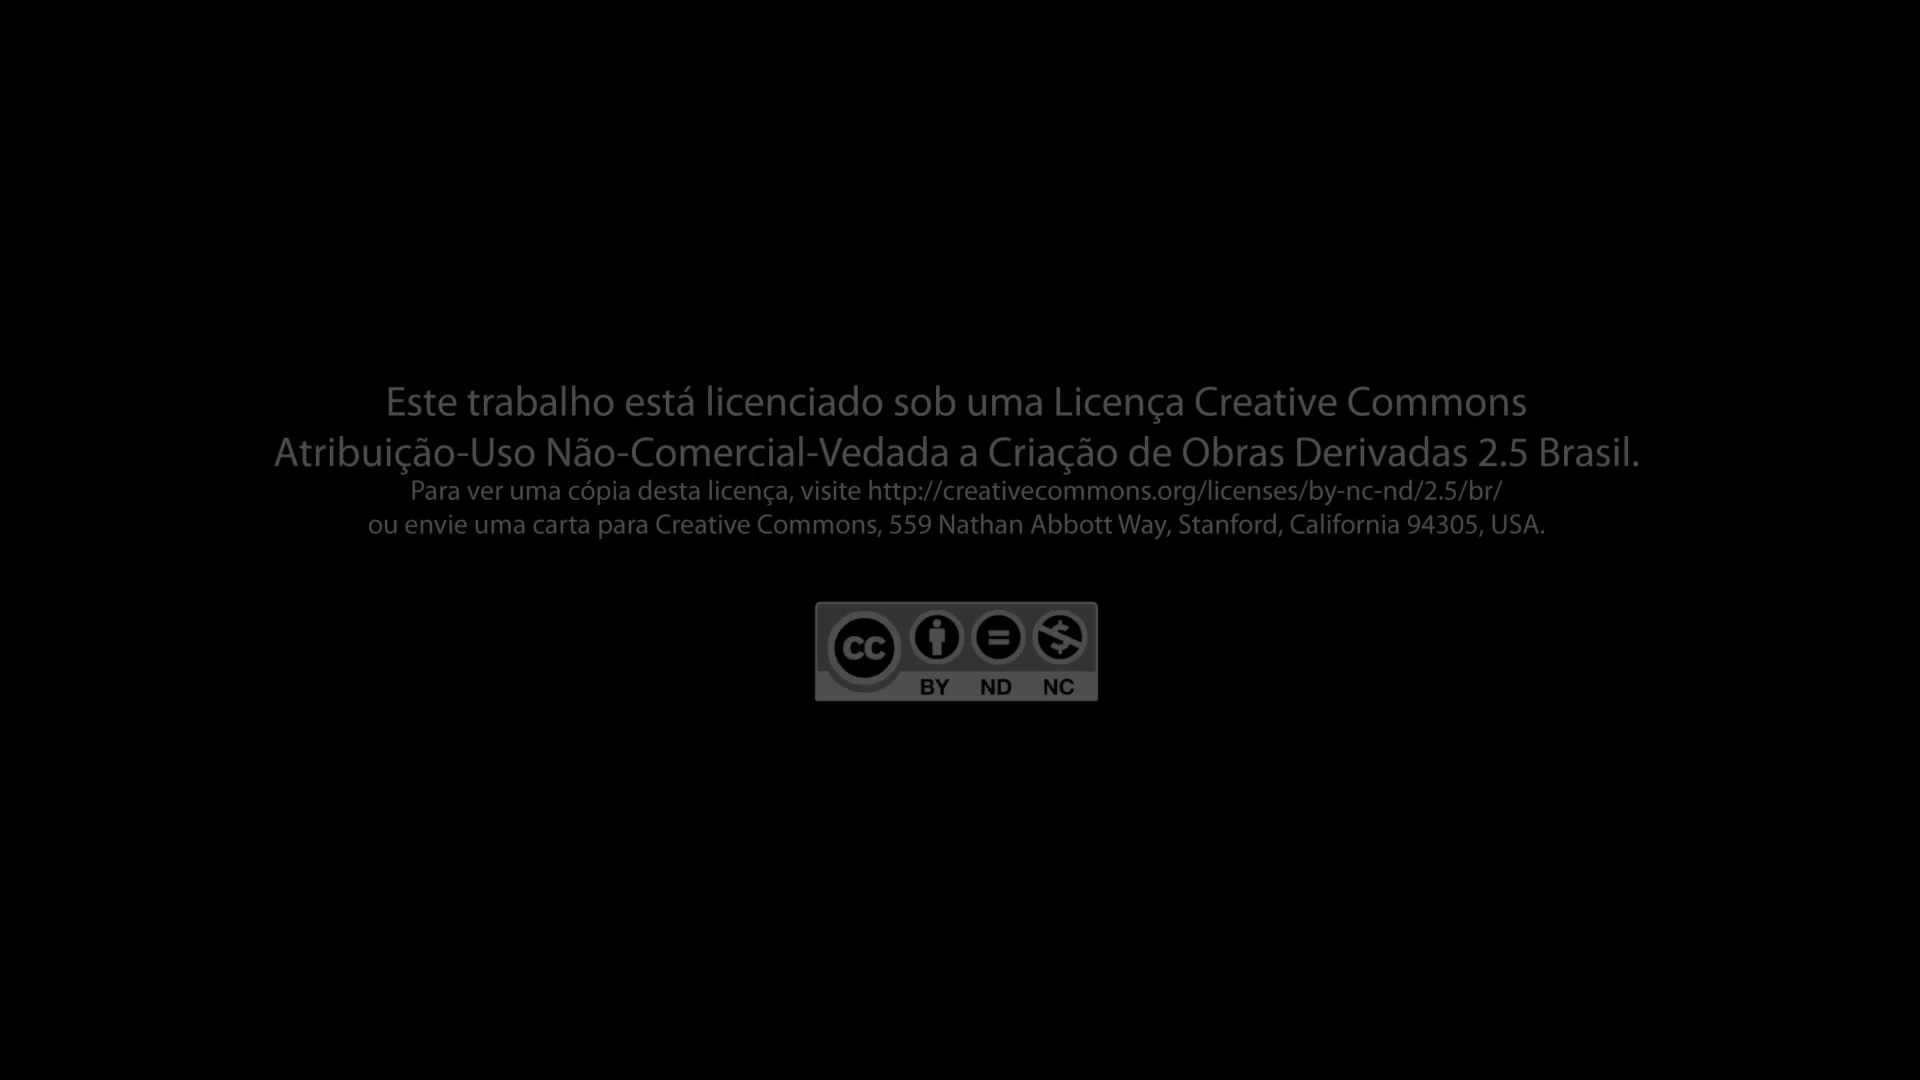 Este trabalho está licenciado sob uma Licença Creative Commons
Atribuição-Uso Não-Comercial-Vedada a Criação de Obras Derivadas 2.5 Brasil.
Para ver uma cópia desta licença, visite http://creativecommons.org/licenses/by-nc-nd/2.5/br/
ou envie uma carta para Creative Commons, 559 Nathan Abbott Way, Stanford, California 94305, USA.
CC
BY ND NC